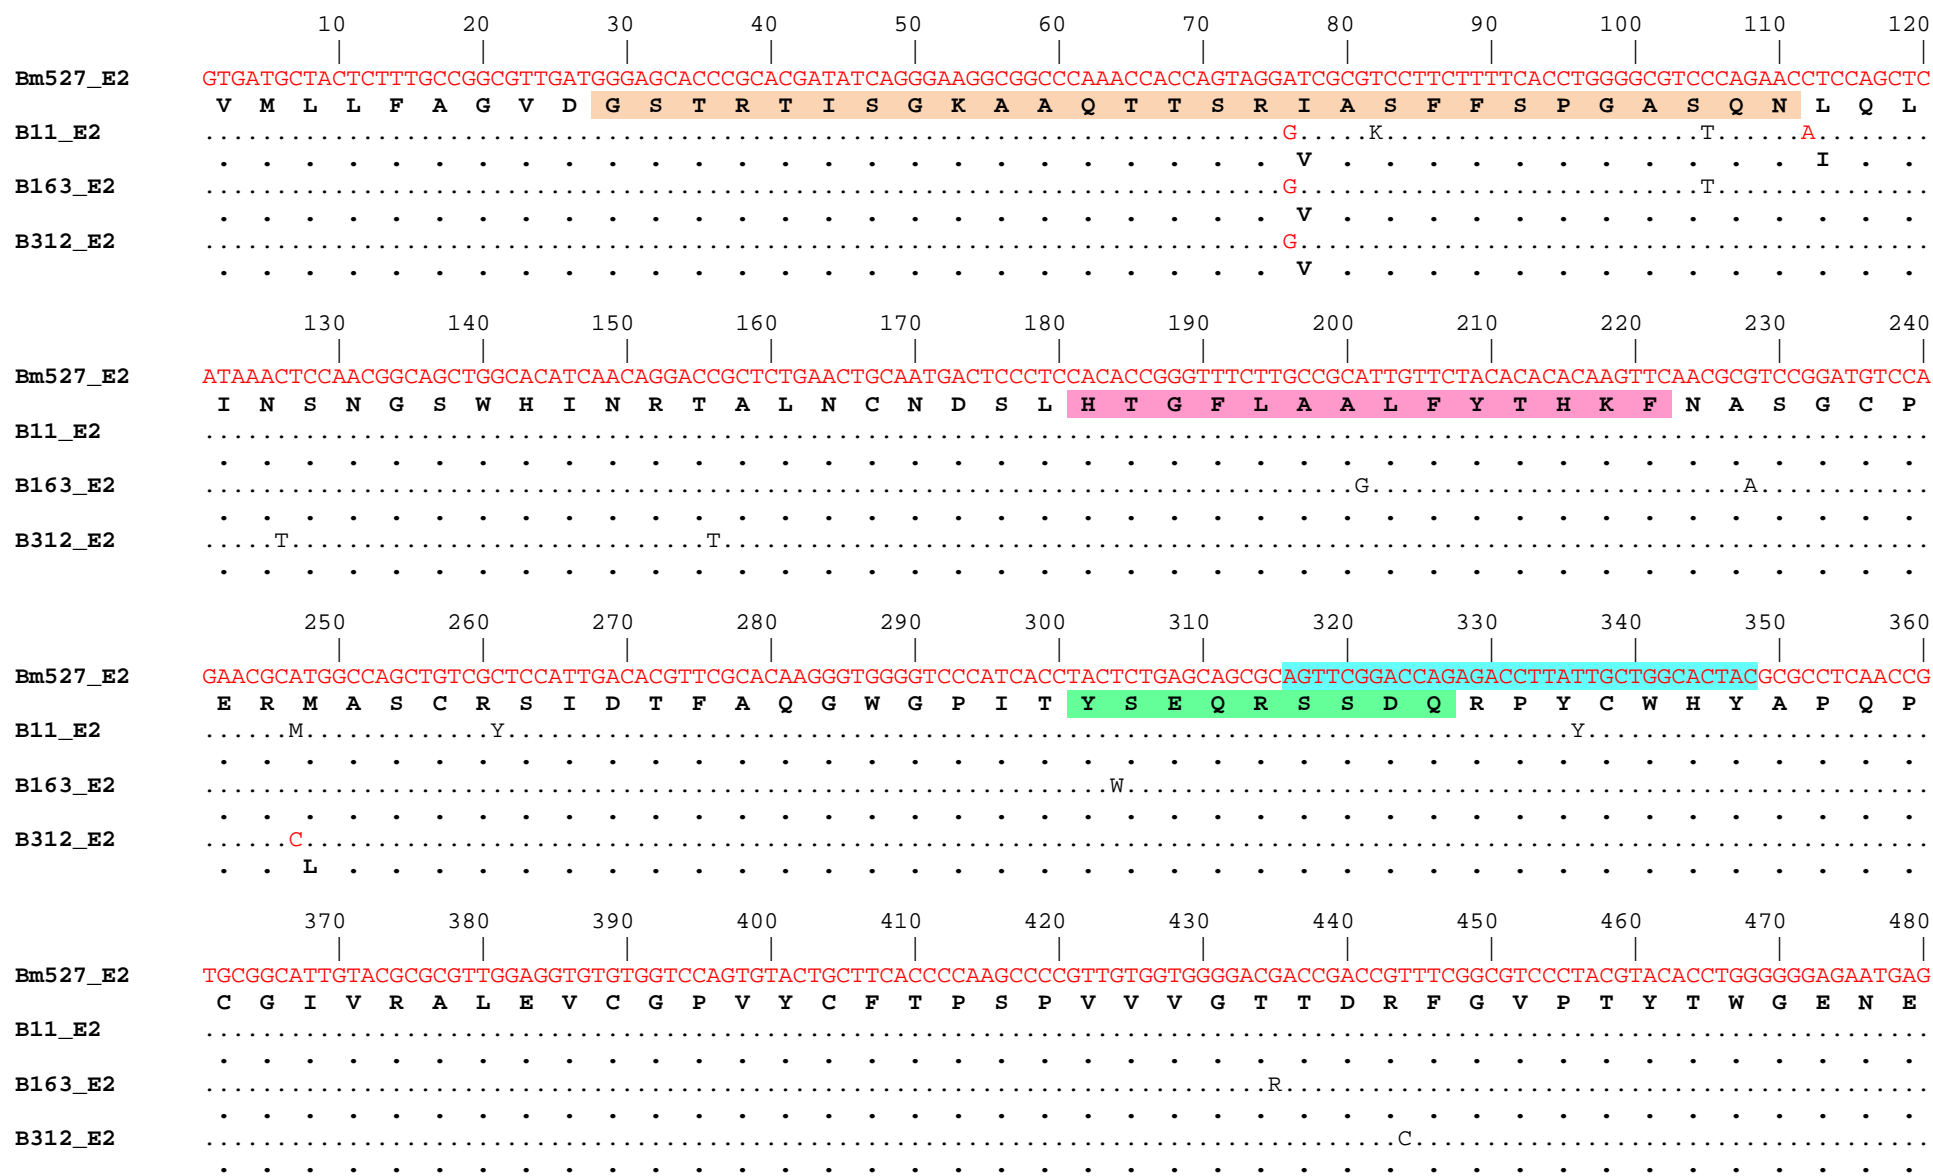 10 20 30 40 50 60 70 80 90 100 110 120
Bm527_E2 GTGATGCTACTCTTTGCCGGCGTTGATGGGAGCACCCGCACGATATCAGGGAAGGCGGCCCAAACCACCAGTAGGATCGCGTCCTTCTTTTCACCTGGGGCGTCCCAGAACCTCCAGCTC
V M L L F A G V D G S T R T I S G K A A Q T T S R I A S F F S P G A S Q N L Q L
B11_E2 ...........................................................................G.....K......................T......A........
. . . . . . . . . . . . . . . . . . . . . . . . . V . . . . . . . . . . . I . .
B163_E2 ...........................................................................G............................T...............
. . . . . . . . . . . . . . . . . . . . . . . . . V . . . . . . . . . . . . . .
B312_E2 ...........................................................................G............................................
. . . . . . . . . . . . . . . . . . . . . . . . . V . . . . . . . . . . . . . .
130 140 150 160 170 180 190 200 210 220 230 240
Bm527_E2 ATAAACTCCAACGGCAGCTGGCACATCAACAGGACCGCTCTGAACTGCAATGACTCCCTCCACACCGGGTTTCTTGCCGCATTGTTCTACACACACAAGTTCAACGCGTCCGGATGTCCA
I N S N G S W H I N R T A L N C N D S L H T G F L A A L F Y T H K F N A S G C P
B11_E2 ........................................................................................................................
. . . . . . . . . . . . . . . . . . . . . . . . . . . . . . . . . . . . . . . .
B163_E2 ................................................................................G..........................A............
. . . . . . . . . . . . . . . . . . . . . . . . . . . . . . . . . . . . . . . .
B312_E2 .....T.............................T....................................................................................
. . . . . . . . . . . . . . . . . . . . . . . . . . . . . . . . . . . . . . . .
250 260 270 280 290 300 310 320 330 340 350 360
Bm527_E2 GAACGCATGGCCAGCTGTCGCTCCATTGACACGTTCGCACAAGGGTGGGGTCCCATCACCTACTCTGAGCAGCGCAGTTCGGACCAGAGACCTTATTGCTGGCACTACGCGCCTCAACCG
E R M A S C R S I D T F A Q G W G P I T Y S E Q R S S D Q R P Y C W H Y A P Q P
B11_E2 ......M.............Y..........................................................................Y........................
. . . . . . . . . . . . . . . . . . . . . . . . . . . . . . . . . . . . . . . .
B163_E2 ...............................................................W........................................................
. . . . . . . . . . . . . . . . . . . . . . . . . . . . . . . . . . . . . . . .
B312_E2 ......C.................................................................................................................
. . L . . . . . . . . . . . . . . . . . . . . . . . . . . . . . . . . . . . . .
370 380 390 400 410 420 430 440 450 460 470 480
Bm527_E2 TGCGGCATTGTACGCGCGTTGGAGGTGTGTGGTCCAGTGTACTGCTTCACCCCAAGCCCCGTTGTGGTGGGGACGACCGACCGTTTCGGCGTCCCTACGTACACCTGGGGGGAGAATGAG
C G I V R A L E V C G P V Y C F T P S P V V V G T T D R F G V P T Y T W G E N E
B11_E2 ........................................................................................................................
. . . . . . . . . . . . . . . . . . . . . . . . . . . . . . . . . . . . . . . .
B163_E2 ..........................................................................R.............................................
. . . . . . . . . . . . . . . . . . . . . . . . . . . . . . . . . . . . . . . .
B312_E2 ...................................................................................C....................................
. . . . . . . . . . . . . . . . . . . . . . . . . . . . . . . . . . . . . . . .